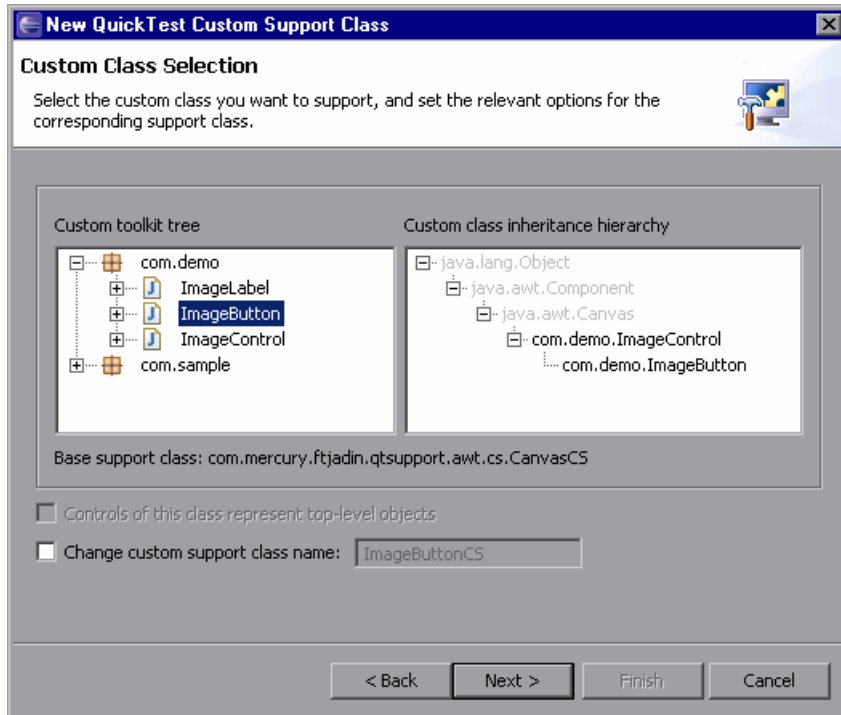 New QuickTest Custom Support Class
Custom Class Selection
Select the custom class you want to support, and set the relevant options for the
corresponding support class.
Custom toolkit tree
Custom class inheritance hierarchy
com.demo
ImageLabel
ImageButton
ImageControl
com.sample
java.lang.Object
java.awt.Component
java.awt.Canvas
com.demo.ImageControl
com.demo.ImageButton
Base support class: com.mercury.ftjadin.qtsupport.awt.cs.CanvasCS
Controls of this class represent top-level objects
Change custom support class name: ImageButtonCS
< Back Next > Finish Cancel